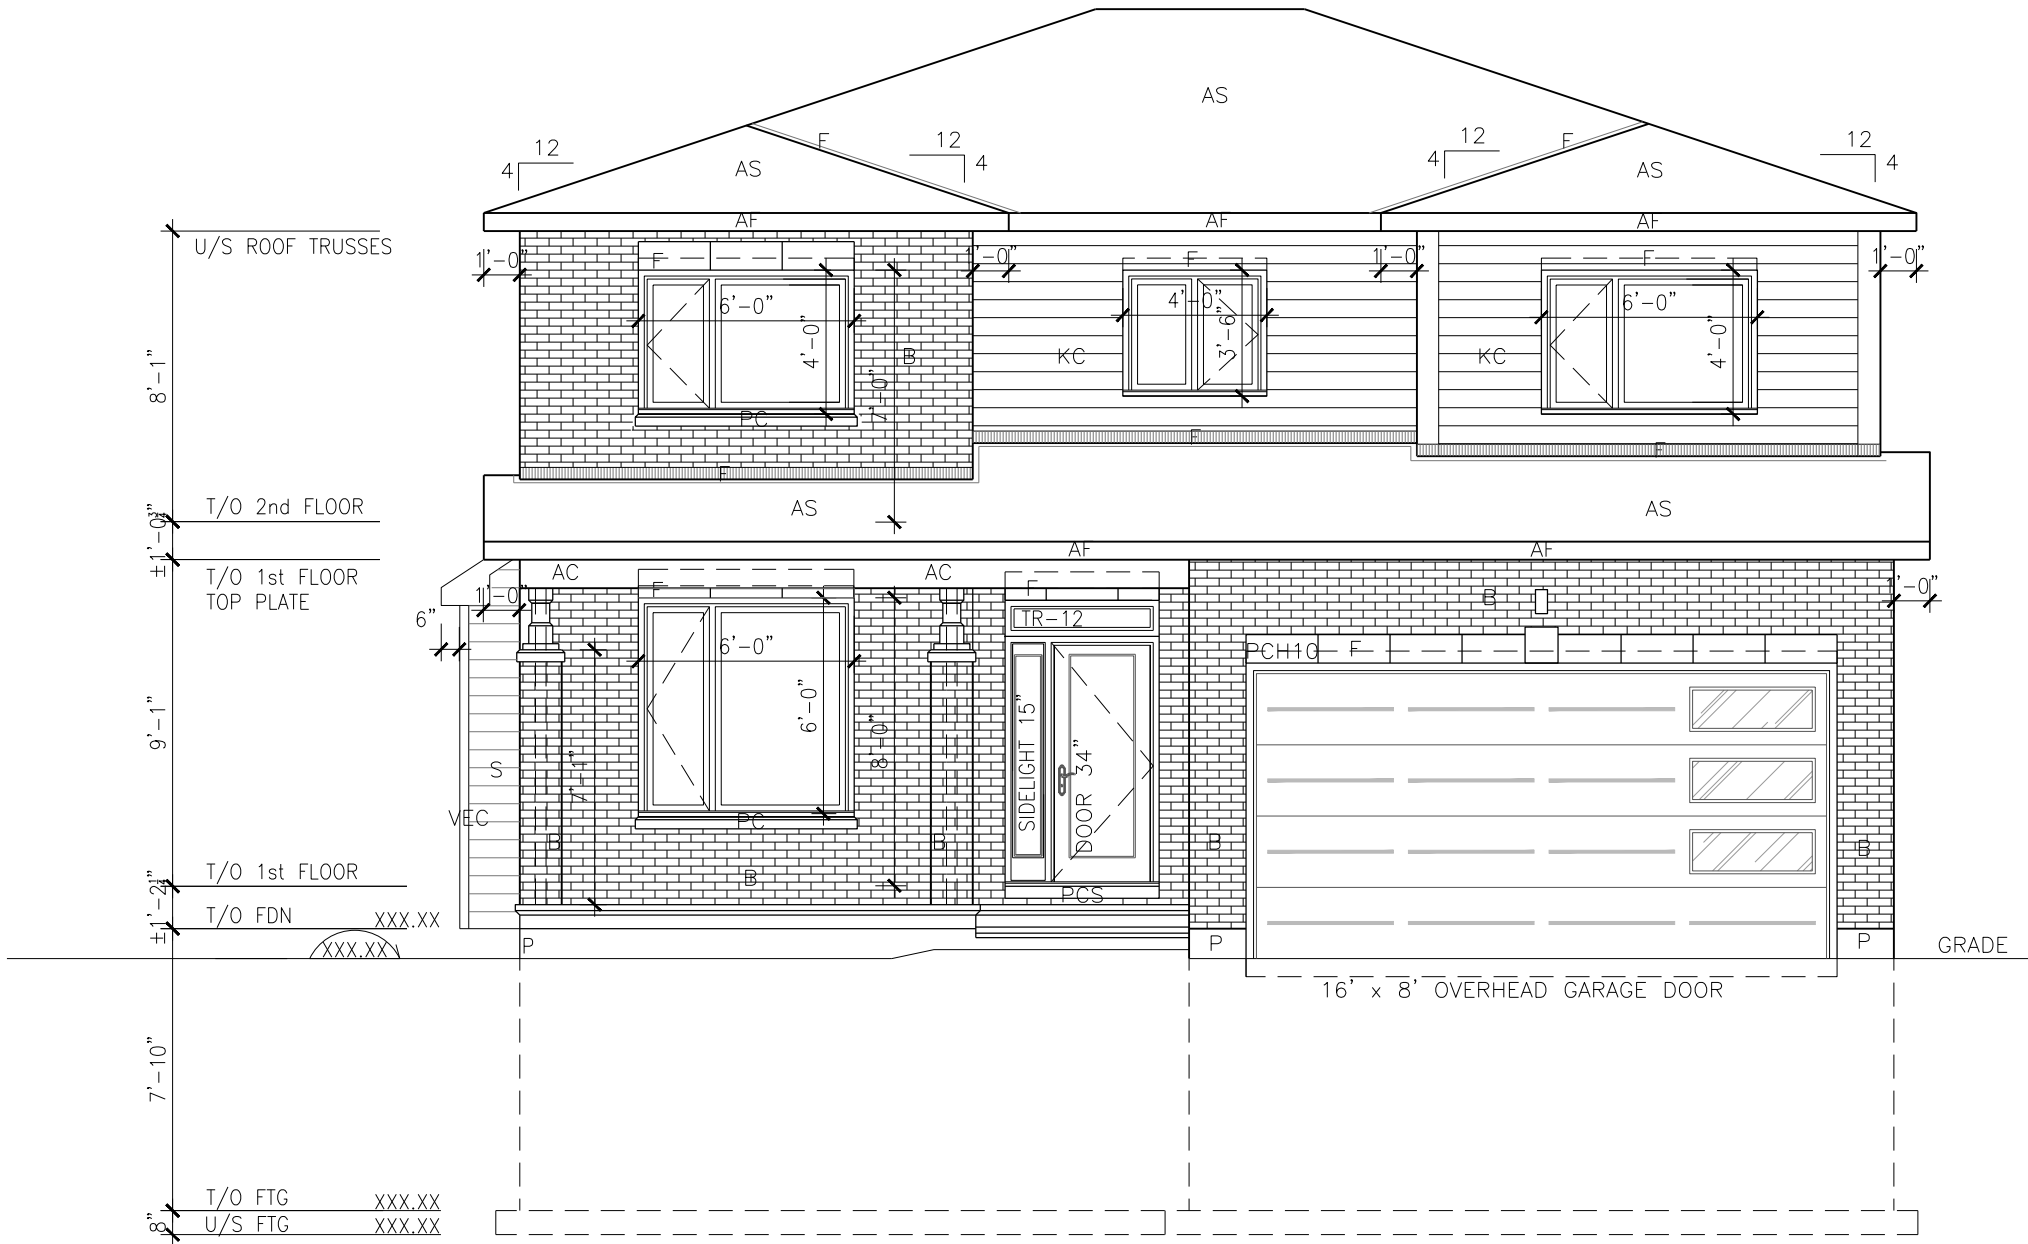 AS
12
4
F
12
4
12
4
F
12
4
AS
AS
AF
AF
AF
U/S ROOF TRUSSES
1'-0"
F
1'-0"
F
1'-0"
F
1'-0"
6'-0"
4'-0"
4'-0"
3'-6"
6'-0"
4'-0"
B
KC
KC
8'-1"
7'-0"
PC
F
F
F
T/O 2nd FLOOR
AS
AS
±1'-0¾"
AF
AF
T/O 1st FLOOR
TOP PLATE
AC
AC
1'-0"
F
F
B
1'-0"
6"
TR-12
6'-0"
PCH10
F
6'-0"
8'-0"
9'-1"
7'-1"
S
SIDELIGHT 15"
DOOR 34"
VEC
PC
B
B
B
B
B
T/O 1st FLOOR
PCS
±1'-2¼"
T/O FDN XXX.XX
XXX.XX
P
P
P
GRADE
16' x 8' OVERHEAD GARAGE DOOR
7'-10"
T/O FTG XXX.XX
8"
U/S FTG XXX.XX